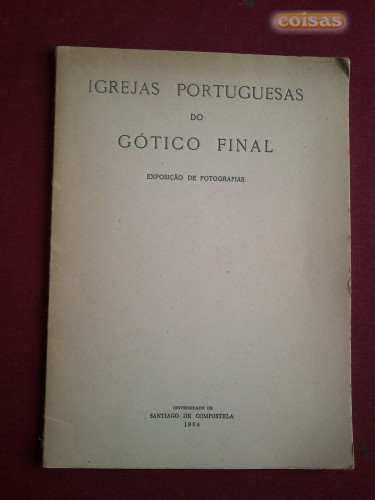 coisas
IGREJAS PORTUGUESAS
DO
GÓTICO FINAL
EXPOSIÇÃO DE FOTOGRAFIAS
UNIVERSIDADE DE
SANTIAGO DE COMPOSTELA
1964